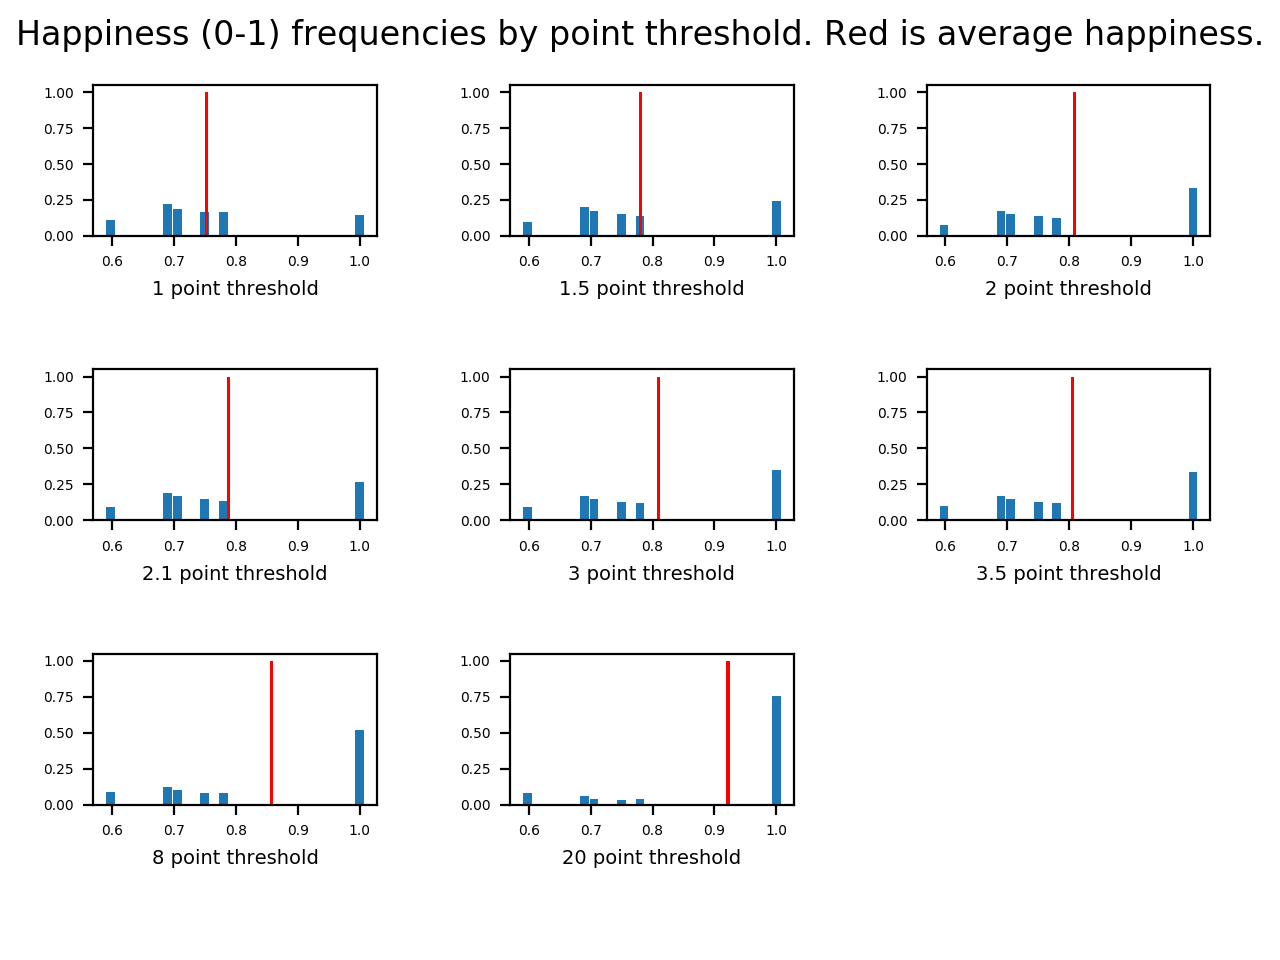 Happiness (0-1) frequencies by point threshold. Red is average happiness.
1.00 1.00 1.00
0.75 0.75 0.75
0.50 0.50 0.50
0.25 0.25 0.25
0.00 0.00 0.00
0.6 0.7 0.8 0.9 1.0 0.6 0.7 0.8 0.9 1.0 0.6 0.7 0.8 0.9 1.0
1 point threshold 1.5 point threshold 2 point threshold
1.00 1.00 1.00
0.75 0.75 0.75
0.50 0.50 0.50
0.25 0.25 0.25
0.00 0.00 0.00
0.6 0.7 0.8 0.9 1.0 0.6 0.7 0.8 0.9 1.0 0.6 0.7 0.8 0.9 1.0
2.1 point threshold 3 point threshold 3.5 point threshold
1.00 1.00
0.75 0.75
0.50 0.50
0.25 0.25
0.00 0.00
0.6 0.7 0.8 0.9 1.0 0.6 0.7 0.8 0.9 1.0
8 point threshold 20 point threshold